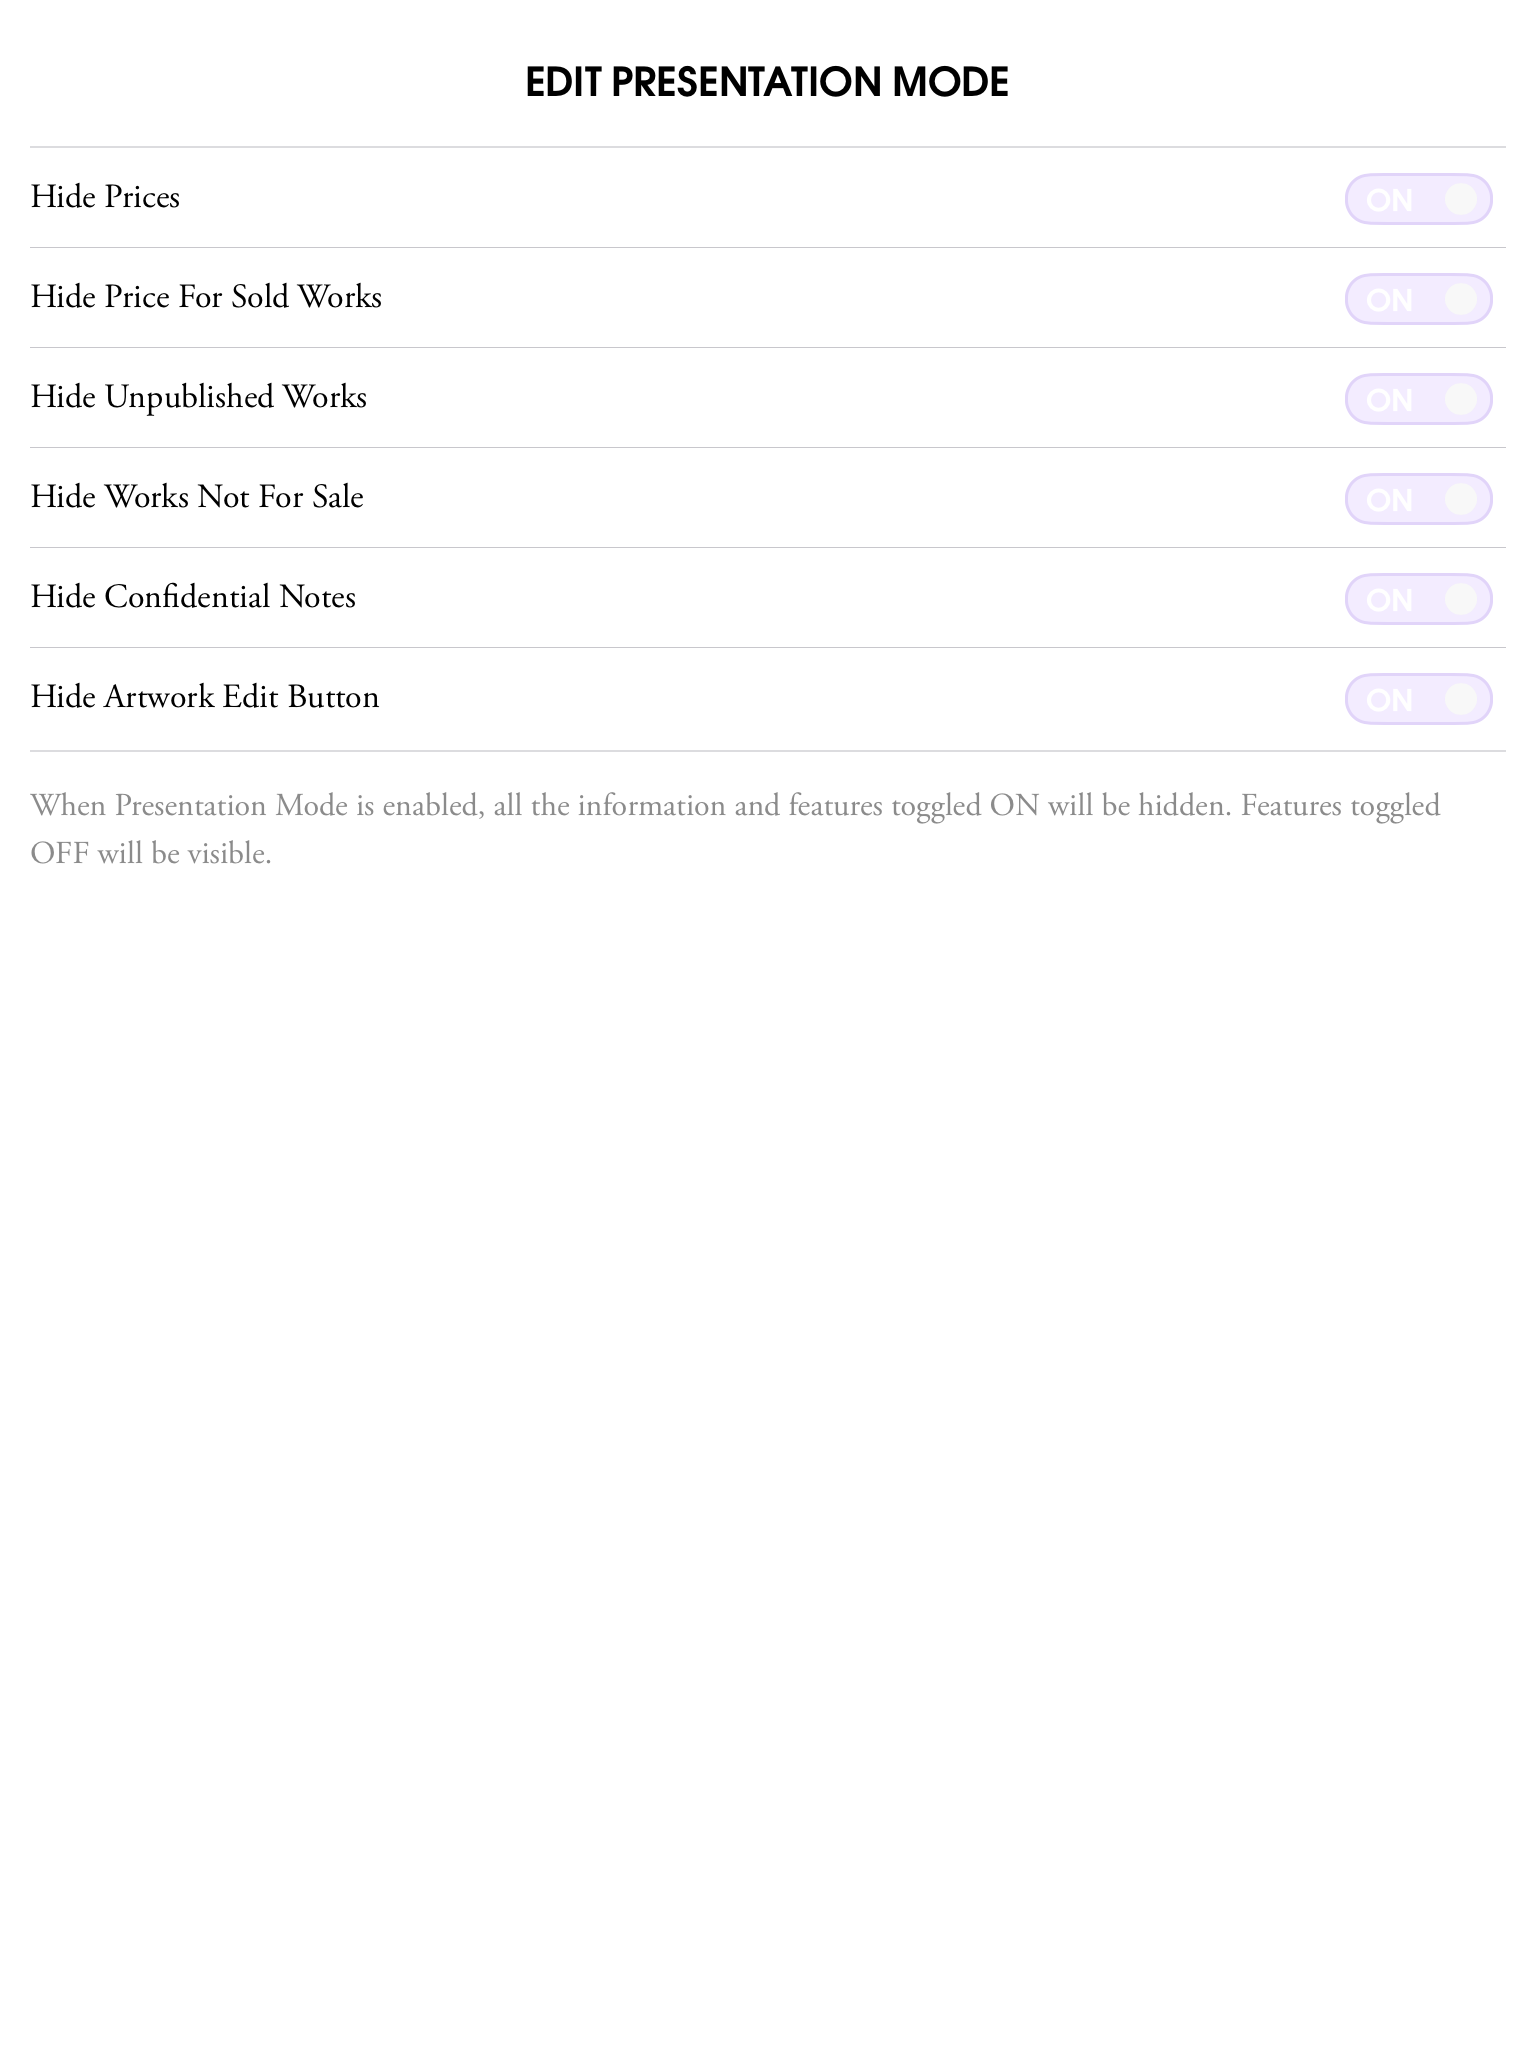 EDIT PRESENTATION MODE
Hide Prices ON
Hide Price For Sold Works ON
Hide Unpublished Works ON
Hide Works Not For Sale ON
Hide Confidential Notes ON
Hide Artwork Edit Button ON
When Presentation Mode is enabled, all the information and features toggled ON will be hidden. Features toggled
OFF will be visible.